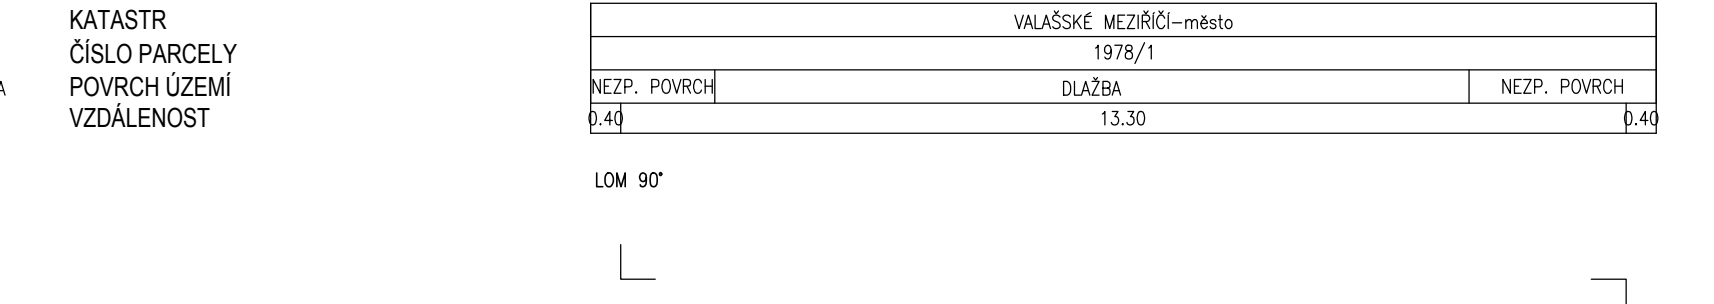 KATASTR VALAŠSKÉ MEZIŘÍČÍ-město
ČÍSLO PARCELY 1978/1
A POVRCH ÚZEMÍ NEZP. POVRCH DLAŽBA NEZP. POVRCH
VZDÁLENOST 0.40 13.30 0.40
LOM 90°